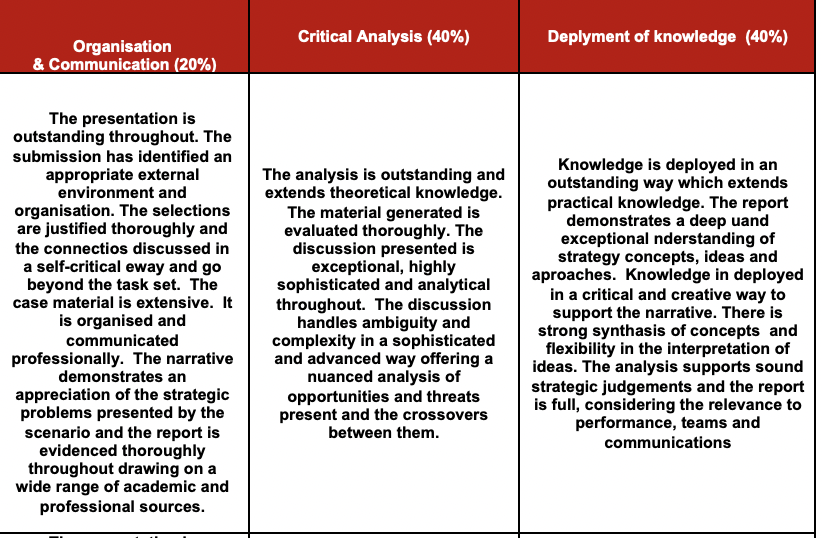 Organisation
& Communication (20%)
Critical Analysis (40%)
Deplyment of knowledge (40%)
The presentation is
outstanding throughout. The
submission has identified an
appropriate external
environment and
organisation. The selections
are justified thoroughly and
the connectios discussed in
a self-critical eway and go
beyond the task set. The
case material is extensive. It
is organised and
communicated
professionally. The narrative
demonstrates an
appreciation of the strategic
problems presented by the
scenario and the report is
evidenced thoroughly
throughout drawing on a
wide range of academic and
professional sources.
The analysis is outstanding and
extends theoretical knowledge.
The material generated is
evaluated thoroughly. The
discussion presented is
exceptional, highly
sophisticated and analytical
throughout. The discussion
handles ambiguity and
complexity in a sophisticated
and advanced way offering a
nuanced analysis of
opportunities and threats
present and the crossovers
between them.
Knowledge is deployed in an
outstanding way which extends
practical knowledge. The report
demonstrates a deep uand
exceptional nderstanding of
strategy concepts, ideas and
aproaches. Knowledge in deployed
in a critical and creative way to
support the narrative. There is
strong synthesis of concepts and
flexibility in the interpretation of
ideas. The analysis supports sound
strategic judgements and the report
is full, considering the relevance to
performance, teams and
communications